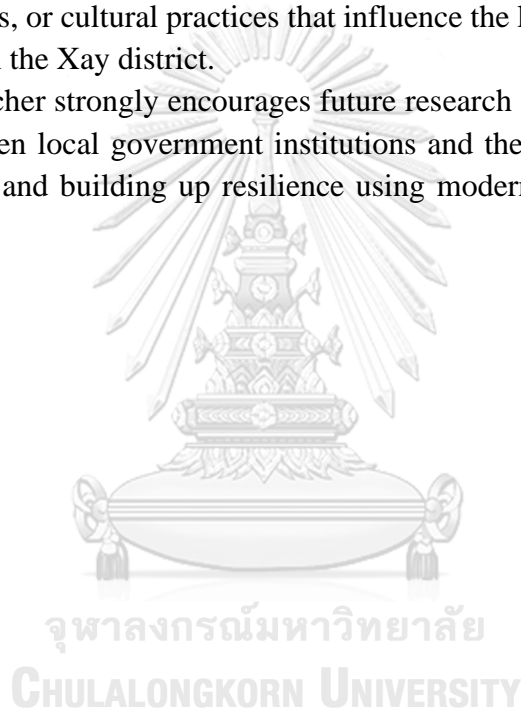 s, or cultural practices that influence the
the Xay district.
cher strongly encourages future research
en local government institutions and the
and building up resilience using modern
จุฬาลงกรณ์มหาวิทยาลัย
CHULALONGKORN UNIVERSITY